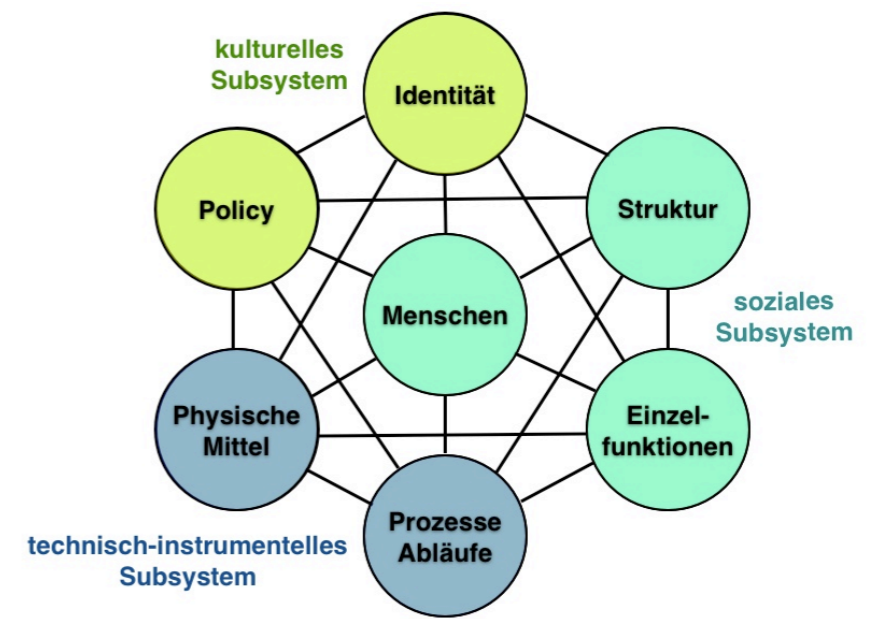 kulturelles
Subsystem
Identität
Policy
Struktur
Menschen
soziales
Subsystem
Physische
Mittel
Einzel-
funktionen
Prozesse
Abläufe
technisch-instrumentelles
Subsystem